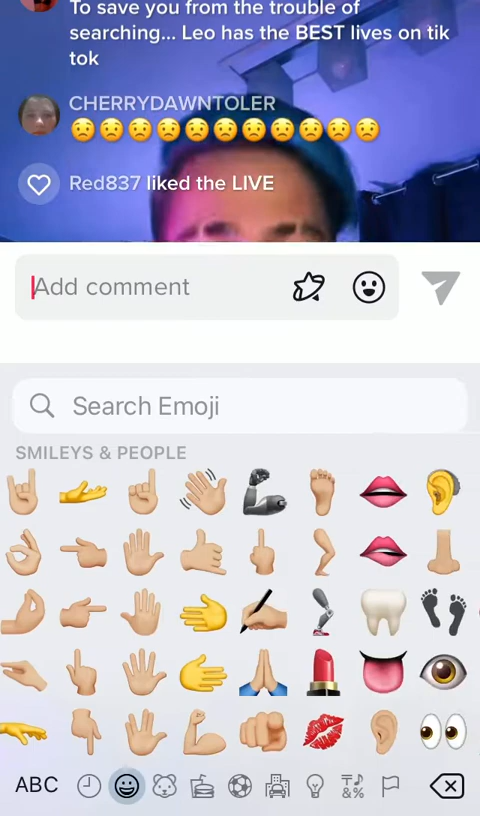 To save you from the trouble of
searching... Leo has the BEST lives on tik
tok
CHERRYDAWNTOLER
😟😟😟😟😟😟😟😟😟😟😟
Red837 liked the LIVE
Add comment
Search Emoji
SMILEYS & PEOPLE
ABC